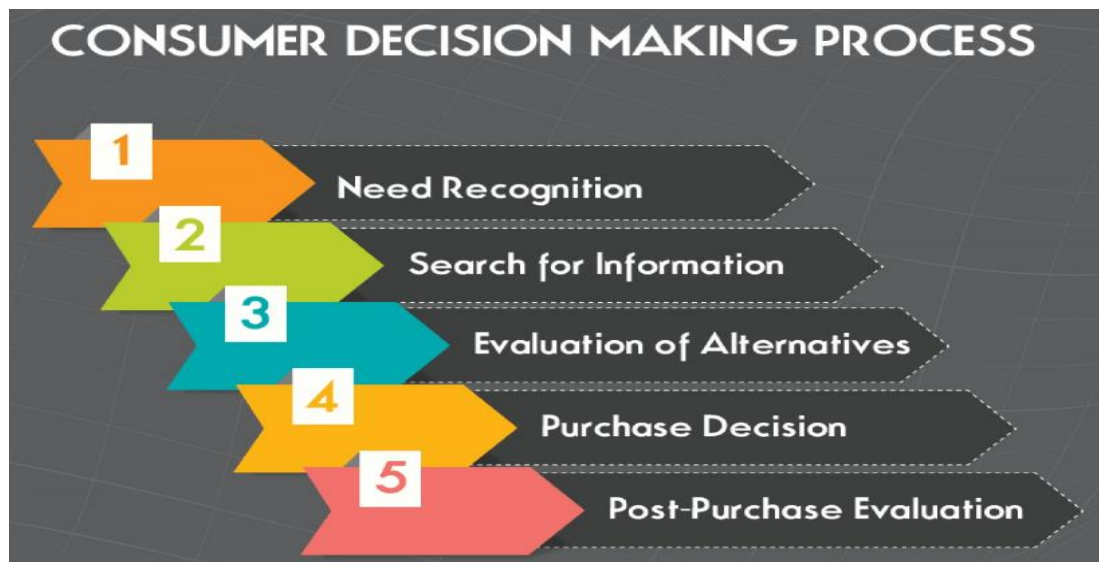 CONSUMER DECISION MAKING PROCESS
1
Need Recognition
2
Search for Information
3
Evaluation of Alternatives
4
Purchase Decision
5
Post-Purchase Evaluation